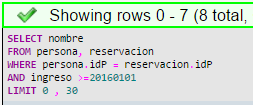 Showing rows 0 - 7 (8 total,
SELECT nombre
FROM persona, reservacion
WHERE persona.idP = reservacion.idP
AND ingreso >=20160101
LIMIT 0 , 30